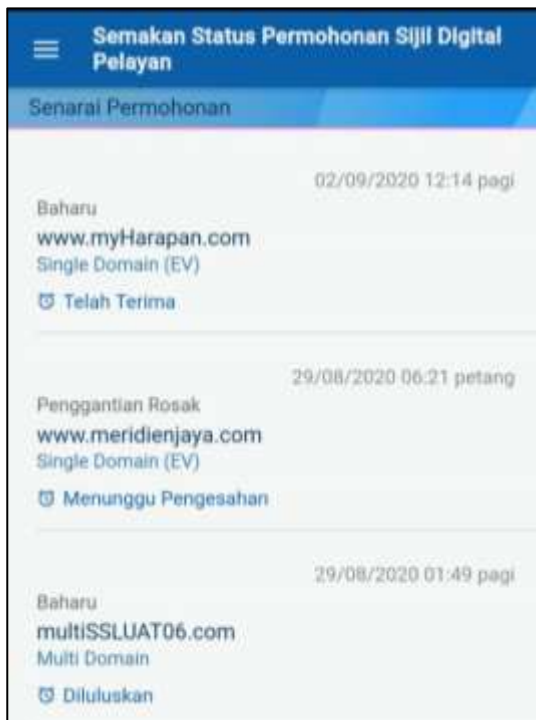 Semakan Status Permohonan Sijil Digital
Pelayan
Senarai Permohonan
02/09/2020 12:14 pagi
Baharu
www.myHarapan.com
Single Domain (EV)
Telah Terima
29/08/2020 06:21 petang
Penggantian Rosak
www.meridienjaya.com
Single Domain (EV)
Menunggu Pengesahan
29/08/2020 01:49 pagi
Baharu
multiSSLUAT06.com
Multi Domain
Diluluskan